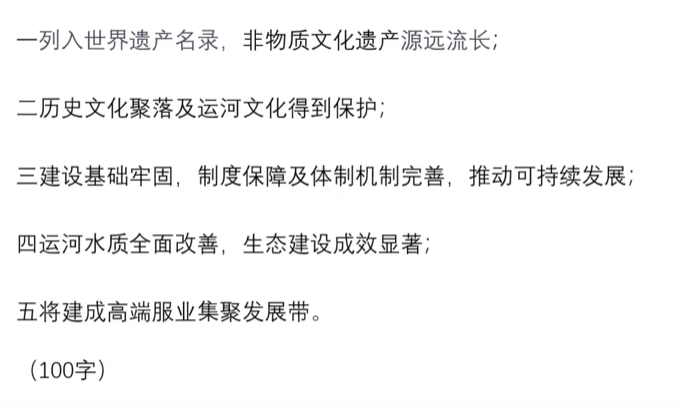 一列入世界遗产名录，非物质文化遗产源远流长；
二历史文化聚落及运河文化得到保护；
三建设基础牢固，制度保障及体制机制完善，推动可持续发展；
四运河水质全面改善，生态建设成效显著；
五将建成高端服业集聚发展带。
（100字）